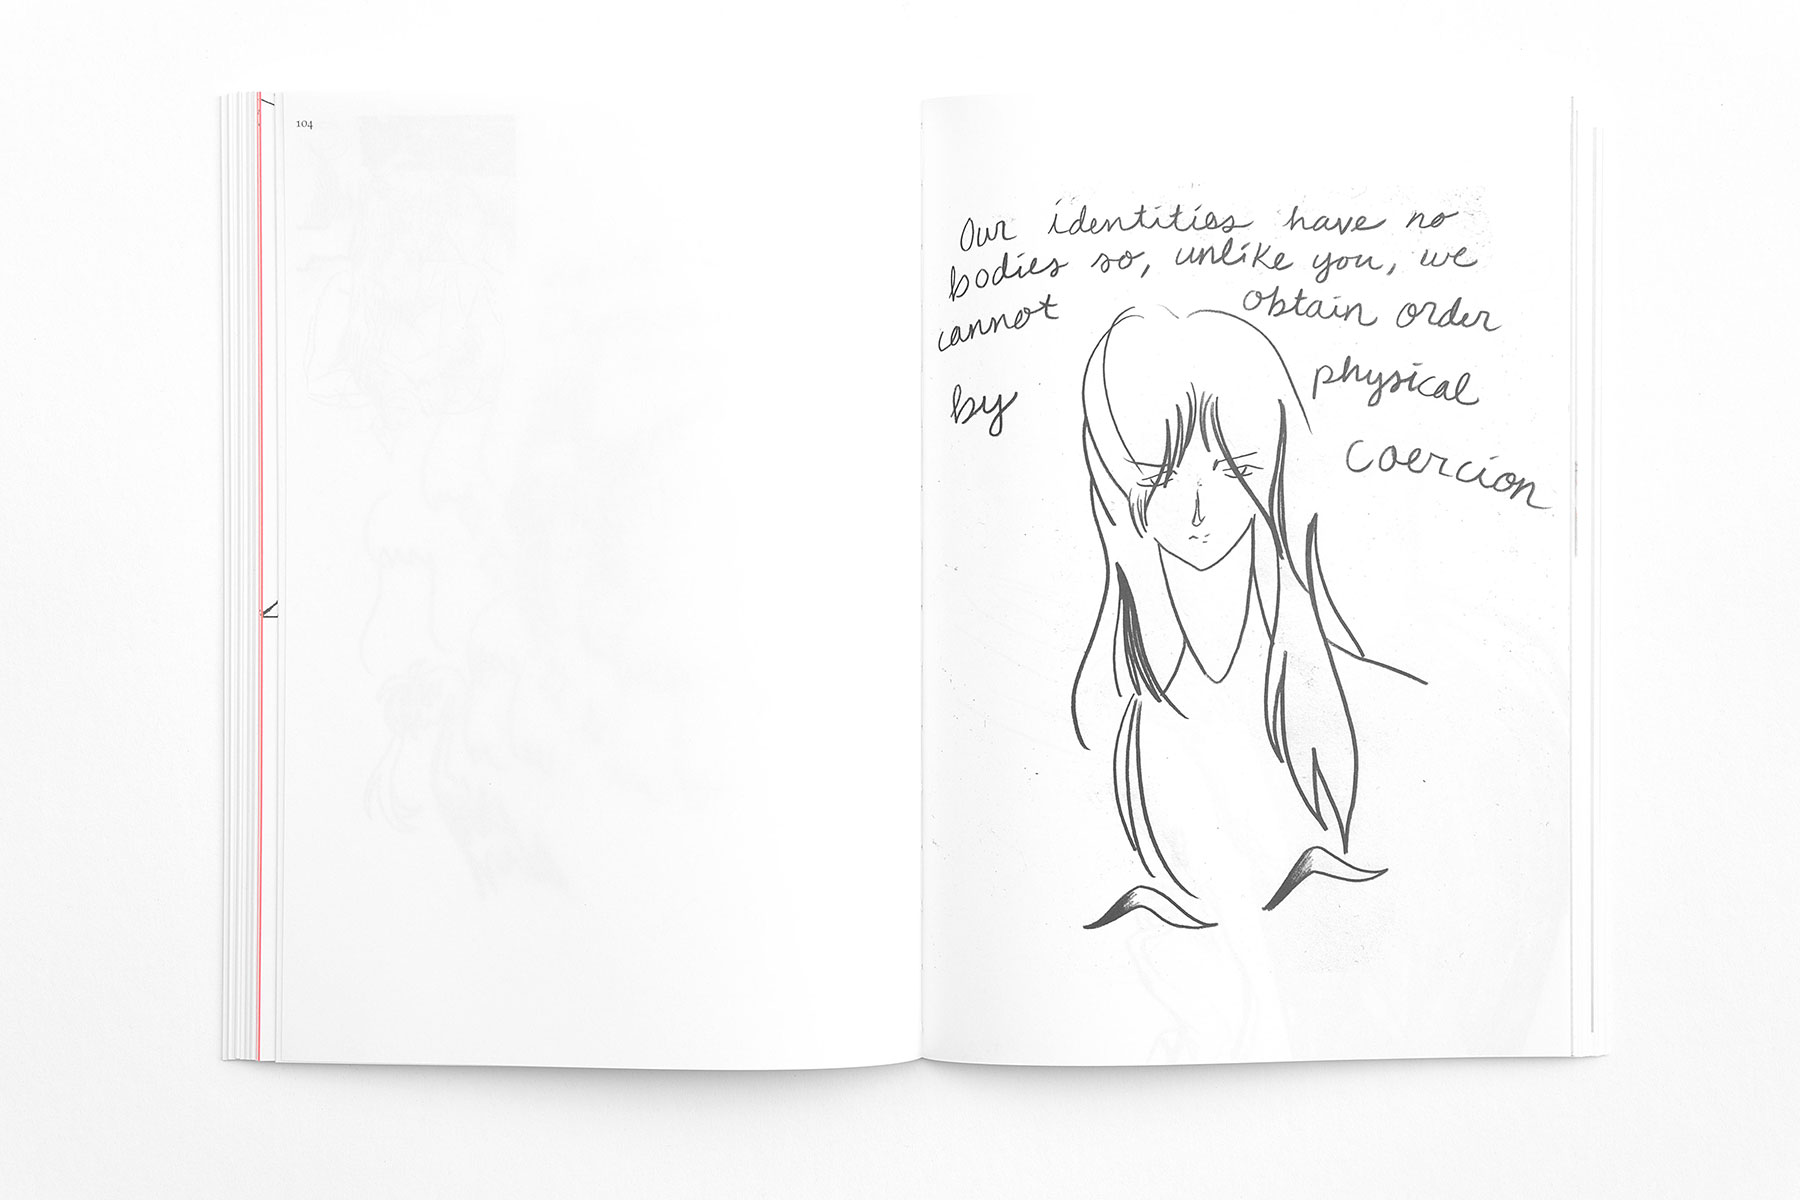 104
Our identities have no
bodies so, unlike you, we
cannot obtain order
by physical
coercion